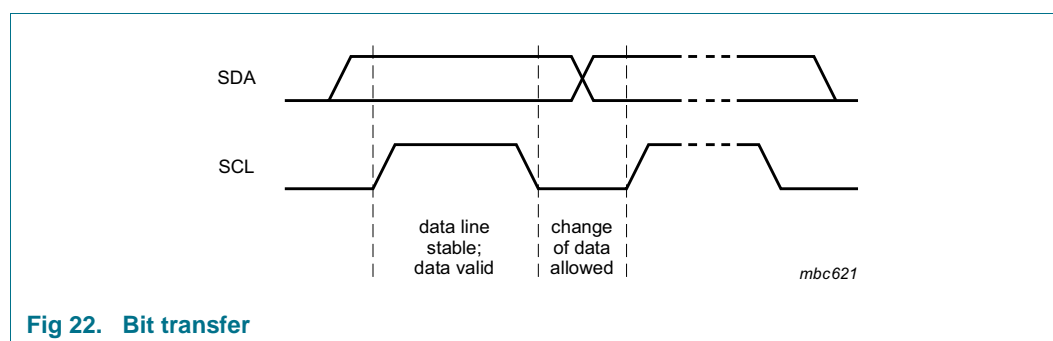 SDA
SCL
data line
stable;
data valid
change
of data
allowed
mbc621
Fig 22. Bit transfer